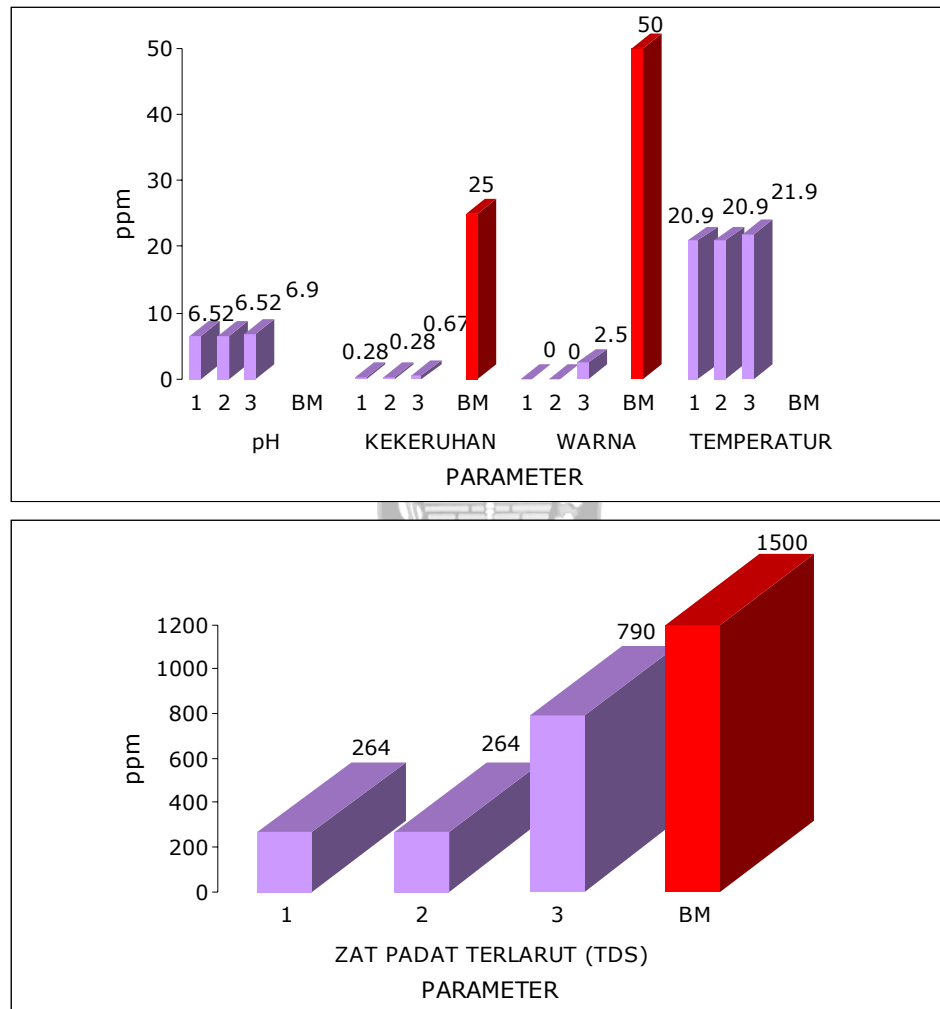 50
50
40
ppm
30
25
20.9 20.9 21.9
20
10
6.52 6.52 6.9
0.28 0.28 0.67
0 0 2.5
0
1 2 3 BM 1 2 3 BM 1 2 3 BM 1 2 3 BM
pH KEKERUHAN WARNA TEMPERATUR
PARAMETER
1500
1200
790
1000
800
264 264
ppm
600
400
200
0
1 2 3 BM
ZAT PADAT TERLARUT (TDS)
PARAMETER